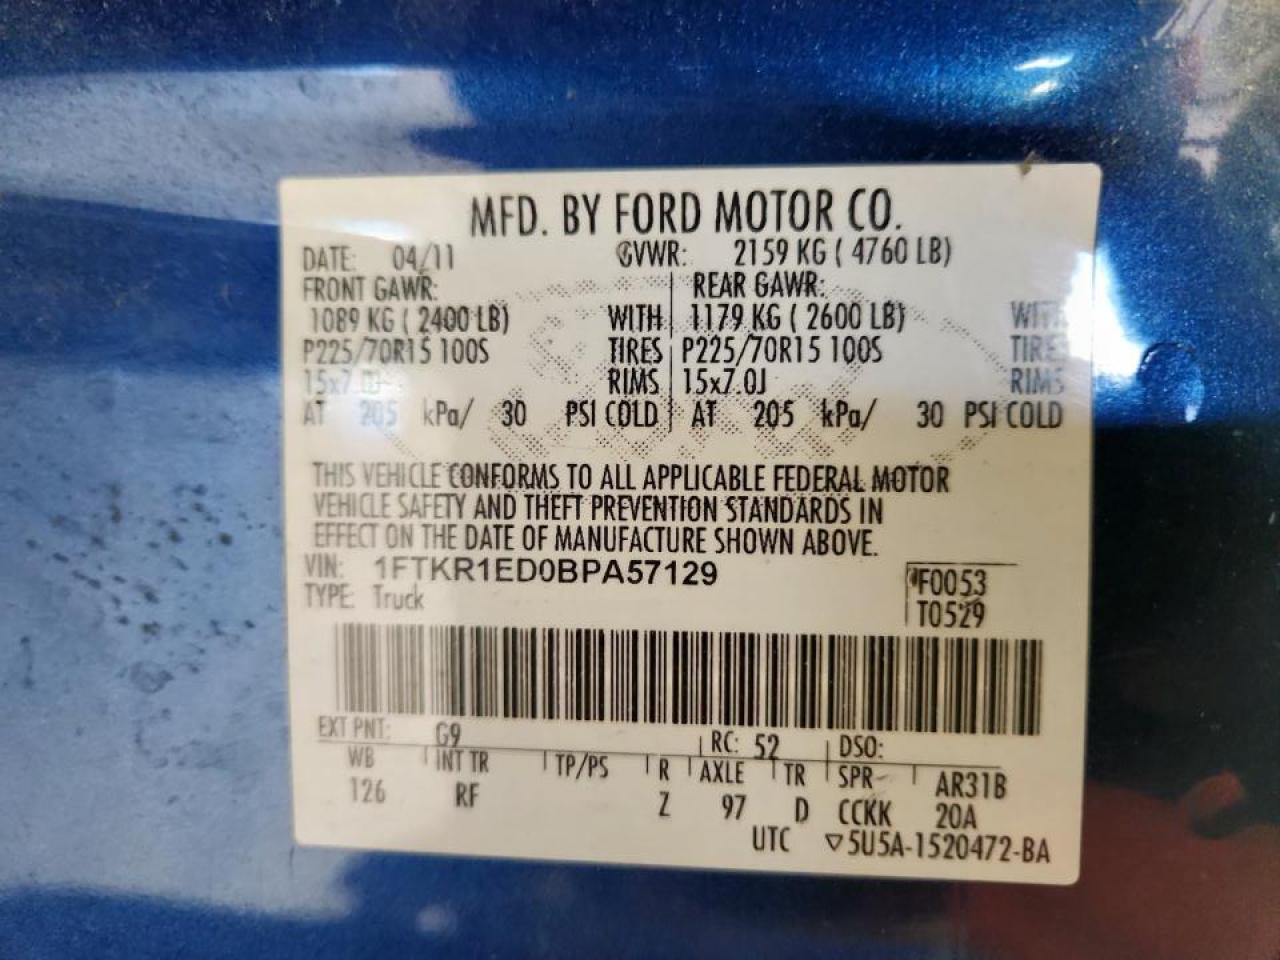 MFD. BY FORD MOTOR CO.
DATE: 04/11 GVWR: 2159 KG ( 4760 LB)
FRONT GAWR: REAR GAWR:
1089 KG ( 2400 LB) WITH 1179 KG ( 2600 LB) WITH
P225/70R15 100S TIRES P225/70R15 100S TIRES
15x7.0J RIMS 15x7.0J RIMS
AT 205 kPa/ 30 PSI COLD AT 205 kPa/ 30 PSI COLD
THIS VEHICLE CONFORMS TO ALL APPLICABLE FEDERAL MOTOR
VEHICLE SAFETY AND THEFT PREVENTION STANDARDS IN
EFFECT ON THE DATE OF MANUFACTURE SHOWN ABOVE.
VIN: 1FTKR1ED0BPA57129 F0053
TYPE: Truck T0529
EXT PNT: G9 RC: 52 DSO:
WB INT TR TP/PS R AXLE TR SPR AR31B
126 RF Z 97 D CCKK 20A
UTC ▽5U5A-1520472-BA